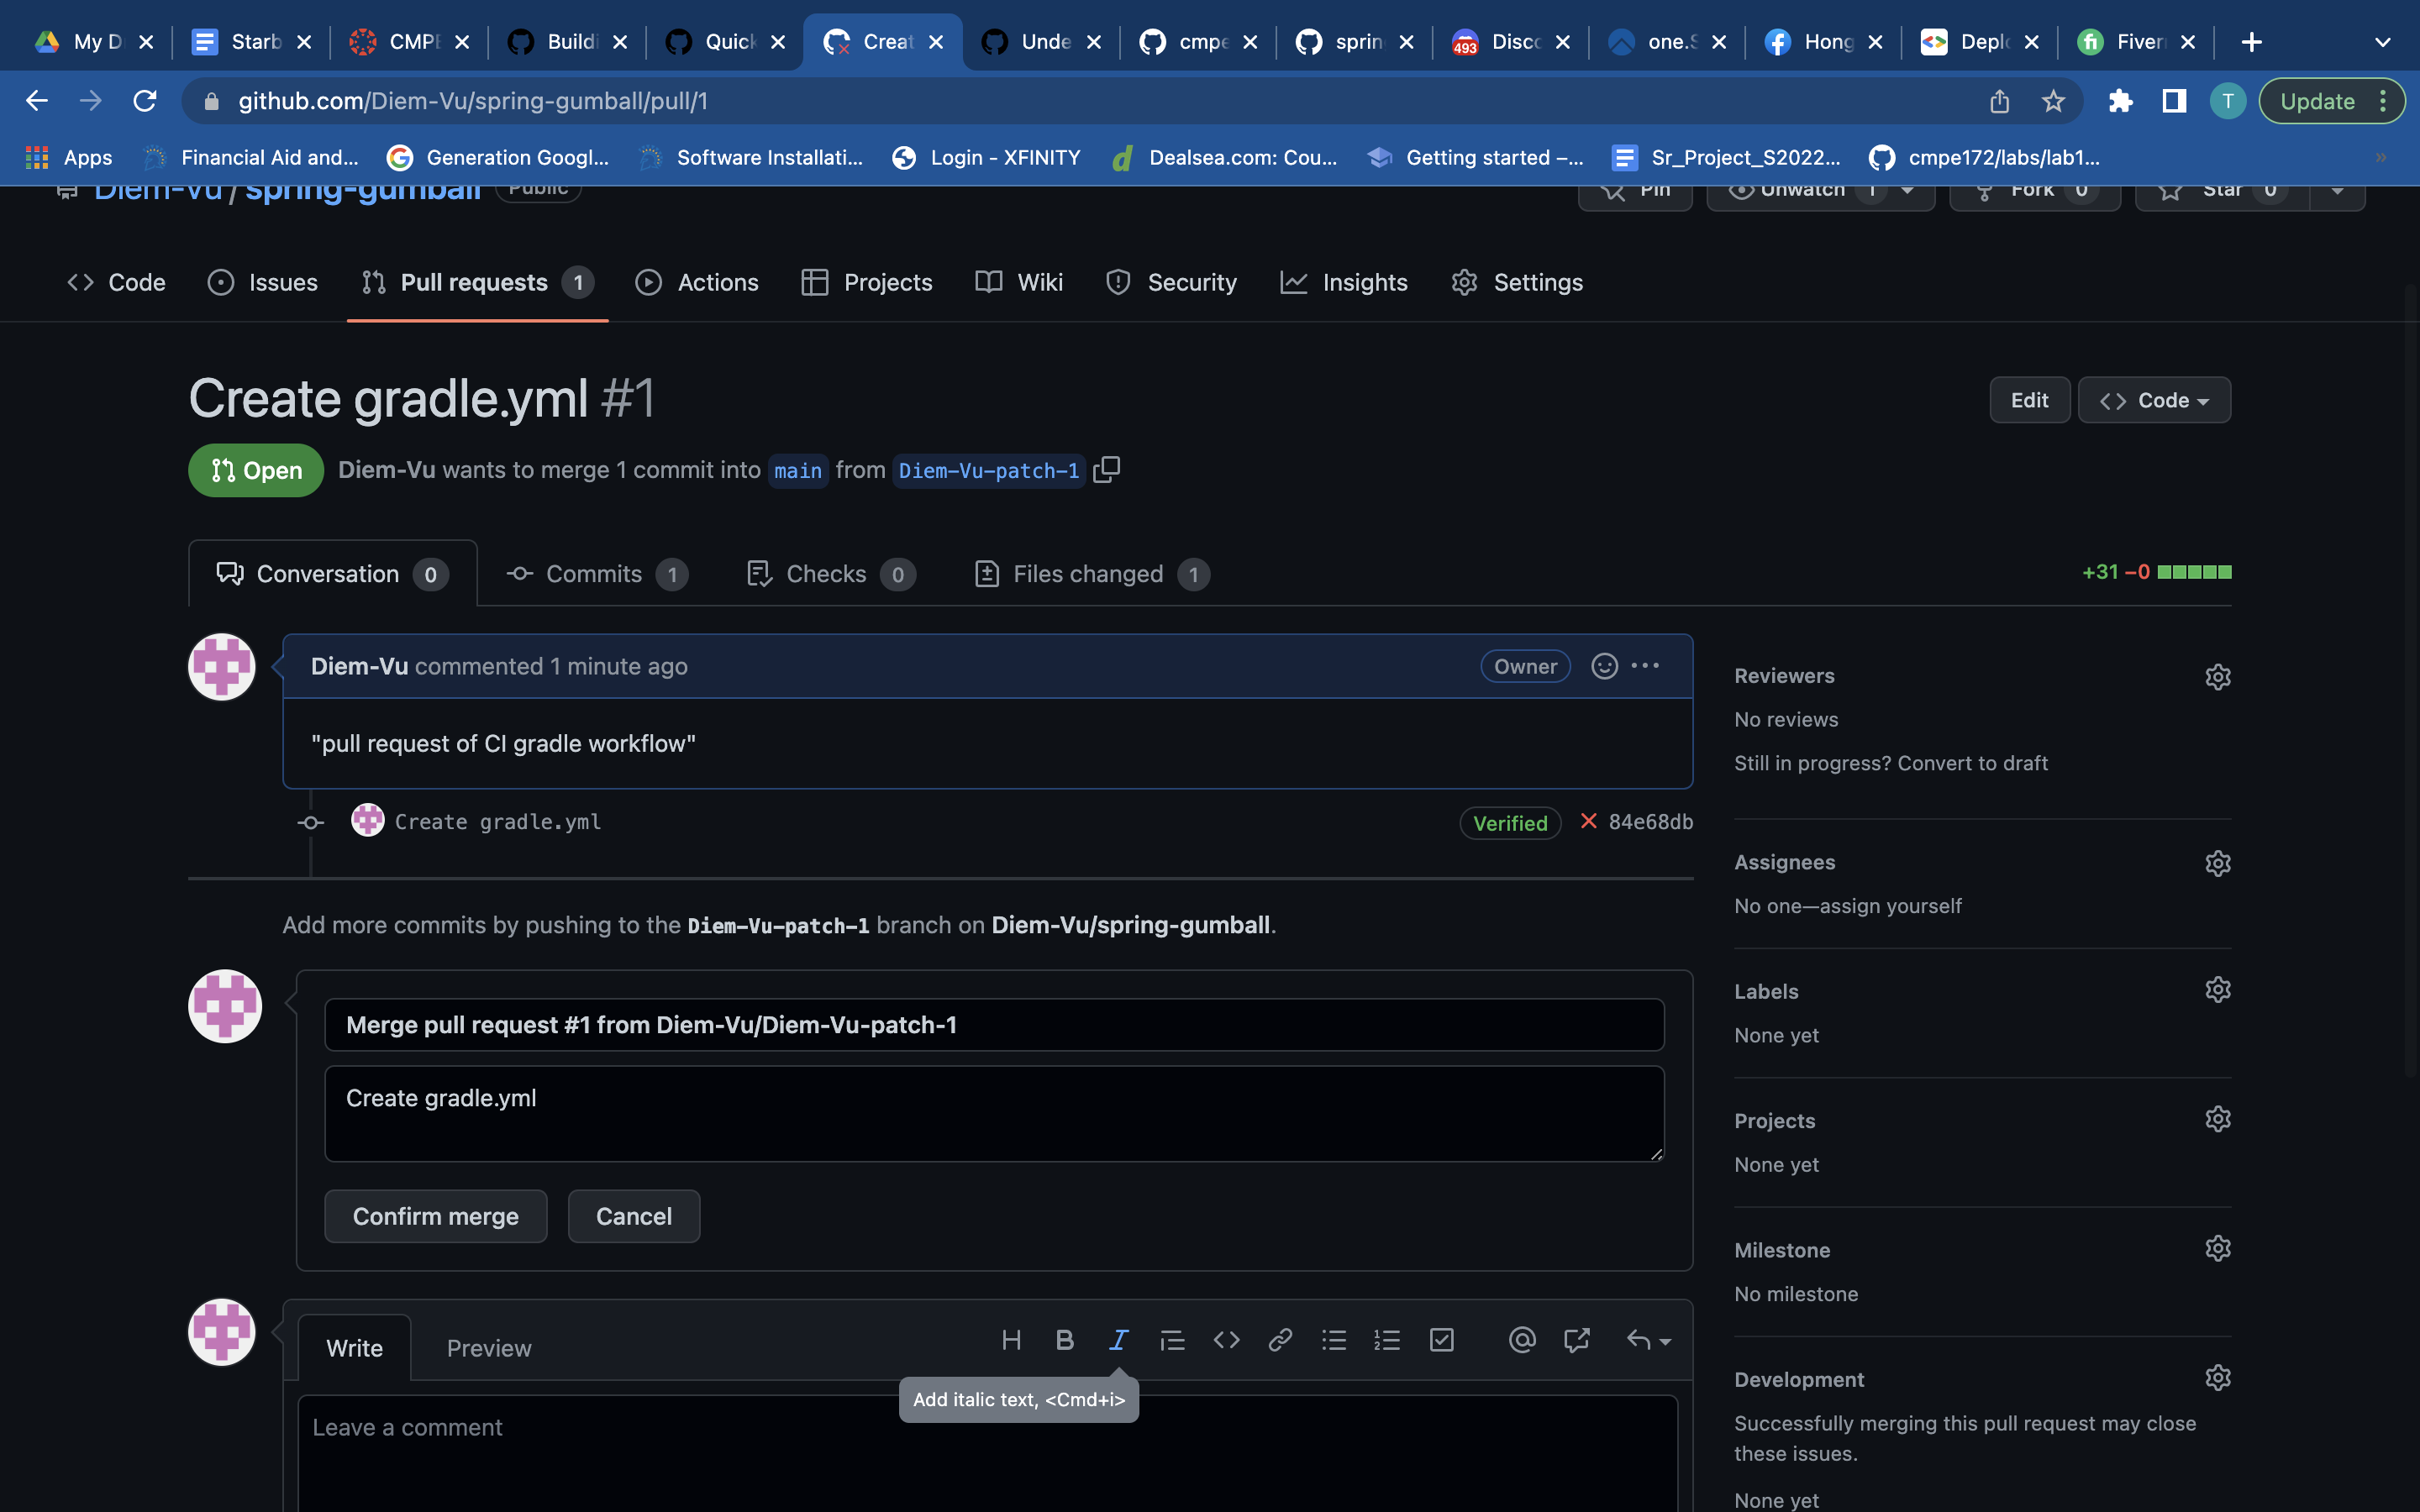 My D Starb CMPE Buildi Quick Creat Unde cmpe spring Disco one.S Hong Deplo Fiverr
github.com/Diem-Vu/spring-gumball/pull/1 Update
Apps Financial Aid and... Generation Googl... Software Installati... Login - XFINITY Dealsea.com: Cou... Getting started –... Sr_Project_S2022... cmpe172/labs/lab1... »
Diem-Vu / spring-gumball Public Pin Unwatch 1 Fork 0 Star 0
Code Issues Pull requests 1 Actions Projects Wiki Security Insights Settings
Create gradle.yml #1 Edit <> Code
Open Diem-Vu wants to merge 1 commit into main from Diem-Vu-patch-1
Conversation 0 Commits 1 Checks 0 Files changed 1 +31 −0
Diem-Vu commented 1 minute ago Owner ...
"pull request of CI gradle workflow"
Create gradle.yml Verified 84e68db
Add more commits by pushing to the Diem-Vu-patch-1 branch on Diem-Vu/spring-gumball.
Merge pull request #1 from Diem-Vu/Diem-Vu-patch-1
Create gradle.yml
Confirm merge Cancel
Write Preview H B I
Add italic text, <Cmd+i>
Leave a comment
Reviewers
No reviews
Still in progress? Convert to draft
Assignees
No one—assign yourself
Labels
None yet
Projects
None yet
Milestone
No milestone
Development
Successfully merging this pull request may close
these issues.
None yet